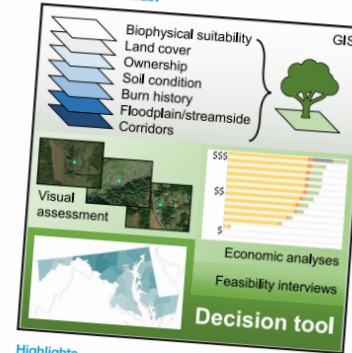 Biophysical suitability
GIS
Land cover
Ownership
Soil condition
Burn history
Floodplain/streamside
Corridors
Visual
assessment
$$$
$$
$
Economic analyses
Feasibility interviews
Decision tool
Highlights